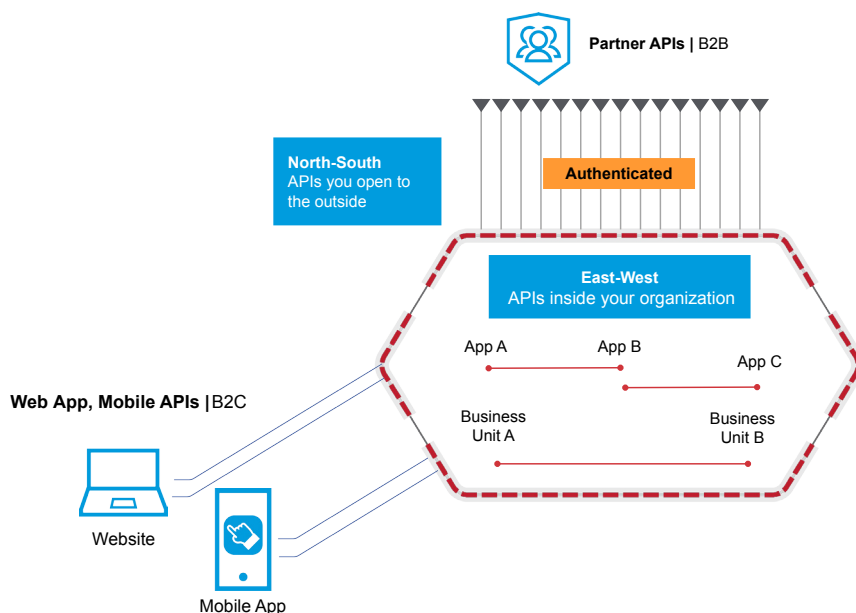 Partner APIs | B2B
North-South
APIs you open to
the outside
Authenticated
East-West
APIs inside your organization
App A
App B
App C
Web App, Mobile APIs |B2C
Business
Unit A
Business
Unit B
Website
Mobile App